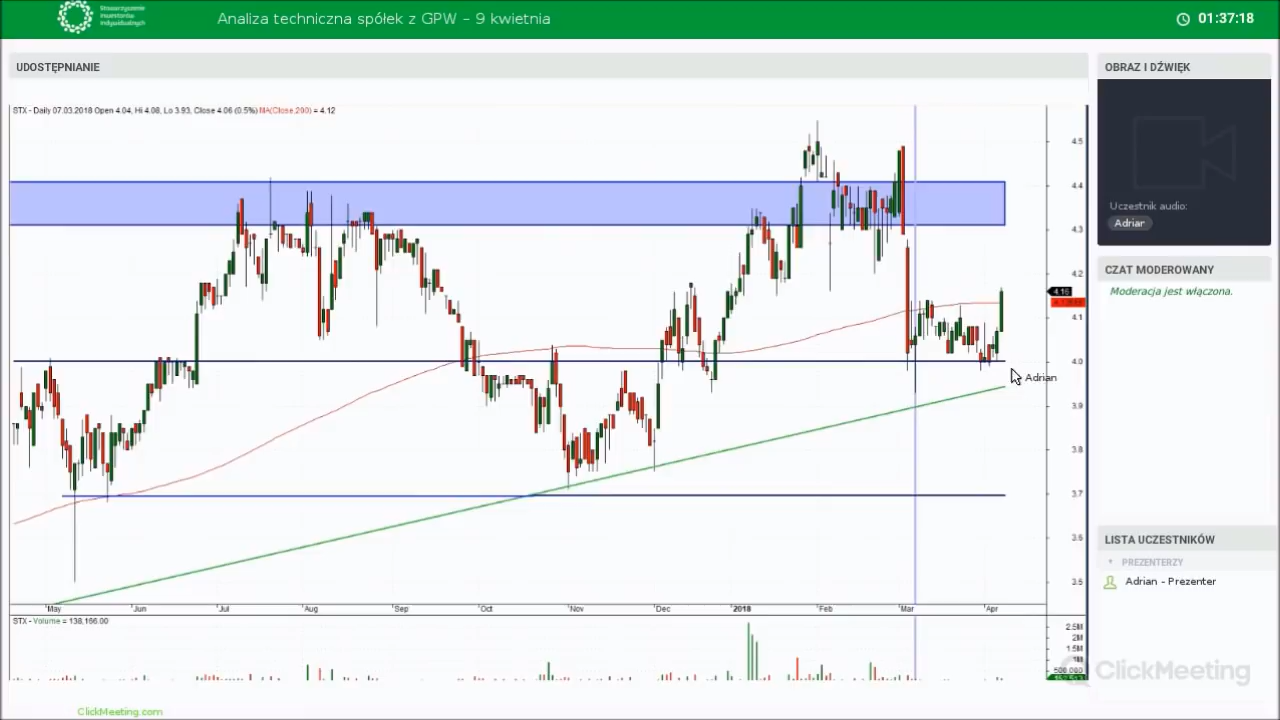 Stowarzyszenie
Inwestorów
Indywidualnych
Analiza techniczna spółek z GPW – 9 kwietnia
01:37:18
UDOSTĘPNIANIE
OBRAZ I DŹWIĘK
STX - Daily 07.03.2018 Open 4.04, Hi 4.08, Lo 3.93, Close 4.06 (0.5%) MA(Close,200) = 4.12
4.5
4.4
4.3
4.2
4.16
4.1
4.0
3.9
3.8
3.7
3.6
3.5
Adrian
Uczestnik audio:
Adrian
CZAT MODEROWANY
Moderacja jest włączona.
LISTA UCZESTNIKÓW
PREZENTERZY
Adrian - Prezenter
May Jun Jul Aug Sep Oct Nov Dec 2018 Feb Mar Apr
STX - Volume = 138,166.00
2.5M
2M
1.5M
1M
500,000
ClickMeeting
ClickMeeting.com